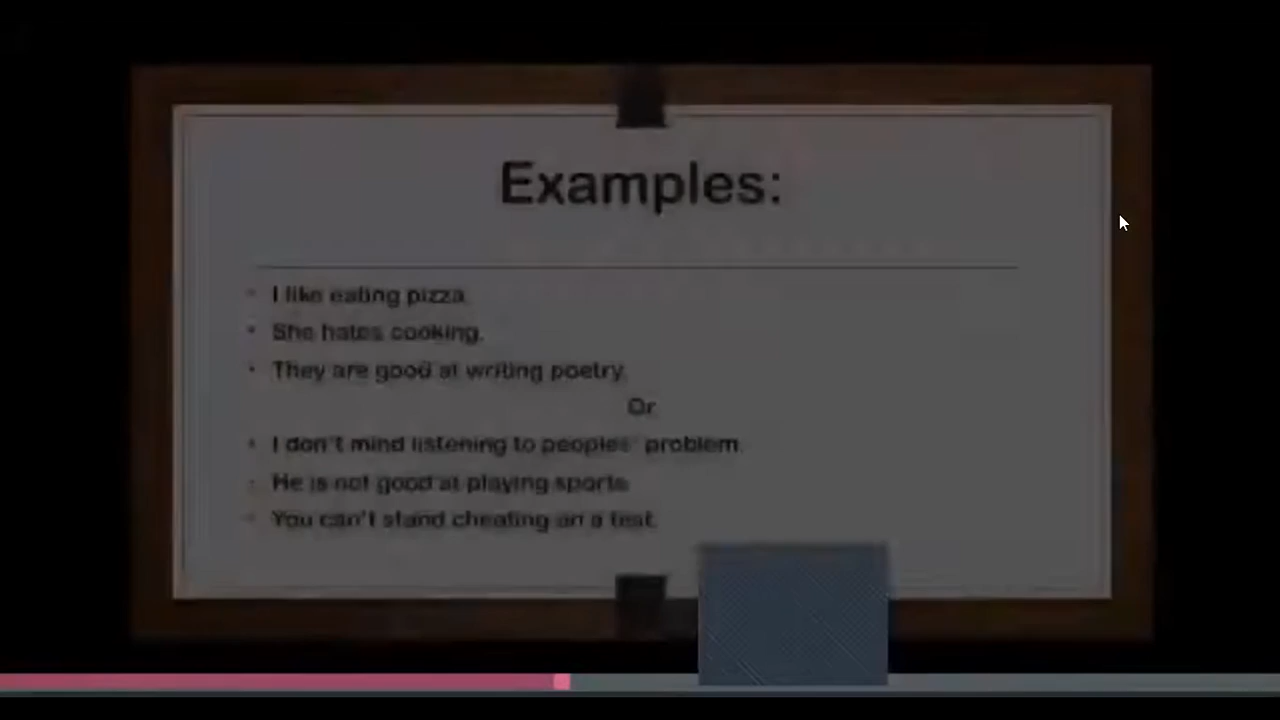 Examples:
• I like eating pizza.
• She hates cooking.
• They are good at writing poetry.
Or
• I don't mind listening to peoples' problem.
• He is not good at playing sports.
• You can't stand cheating on a test.